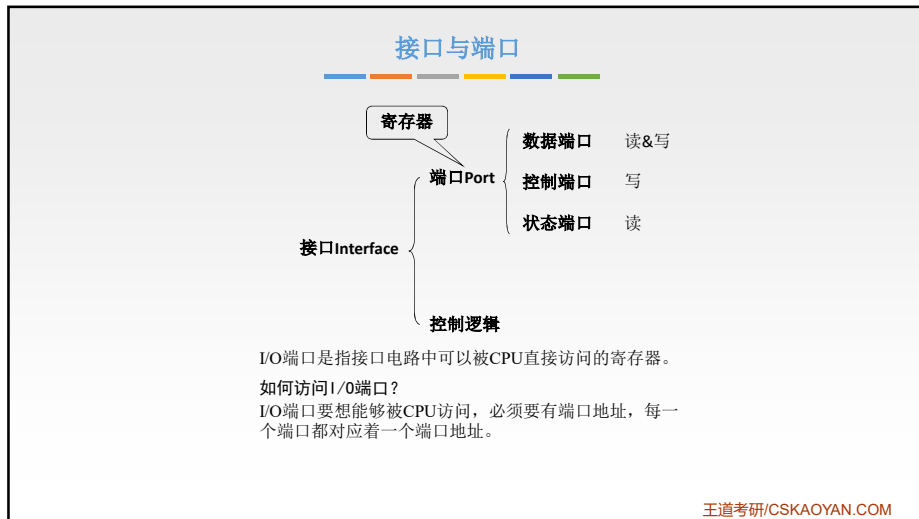 接口与端口
寄存器
数据端口 读&写
端口Port
控制端口 写
状态端口 读
接口Interface
控制逻辑
I/O端口是指接口电路中可以被CPU直接访问的寄存器。
如何访问I/O端口?
I/O端口要想能够被CPU访问，必须要有端口地址，每一
个端口都对应着一个端口地址。
王道考研/CSKAOYAN.COM